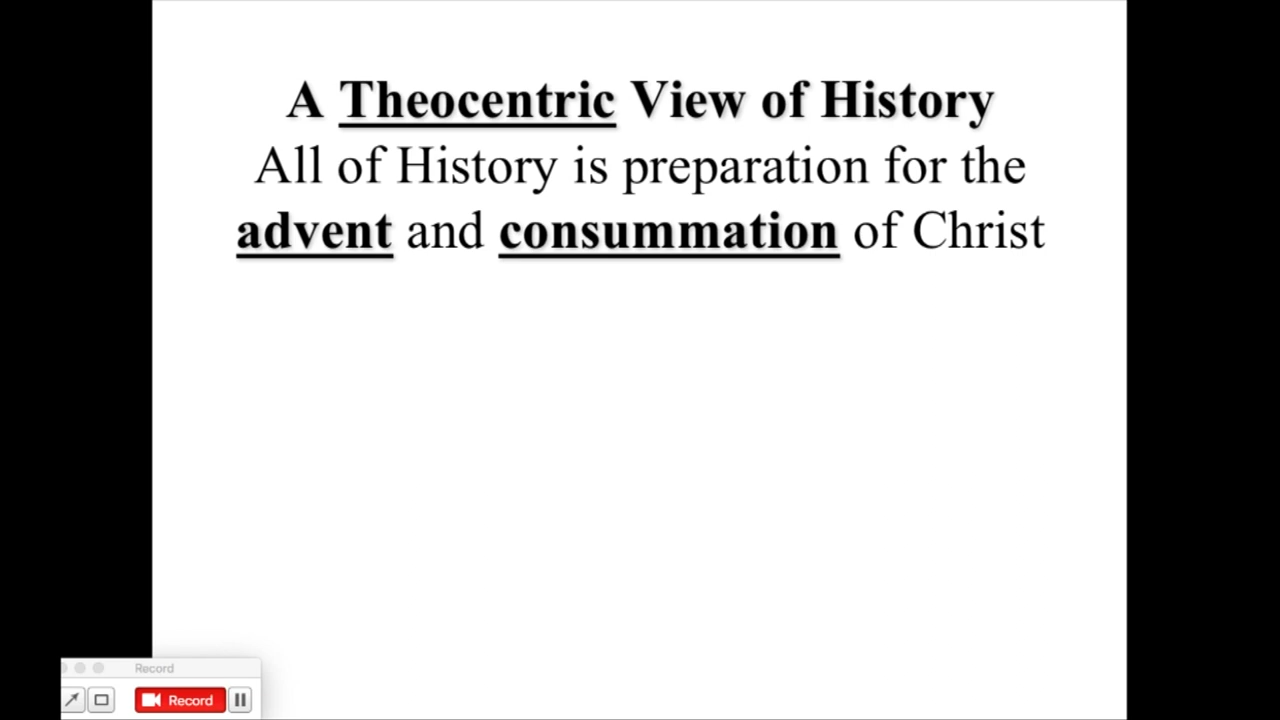 A Theocentric View of History
All of History is preparation for the
advent and consummation of Christ
Record
Record